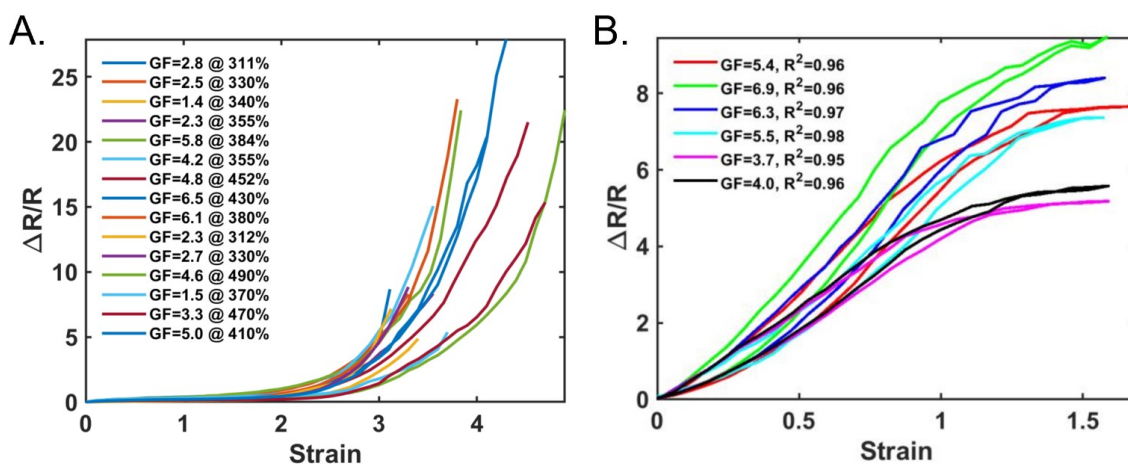 A.
ΔR/R
25
20
15
10
5
0
GF=2.8 @ 311%
GF=2.5 @ 330%
GF=1.4 @ 340%
GF=2.3 @ 355%
GF=5.8 @ 384%
GF=4.2 @ 355%
GF=4.8 @ 452%
GF=6.5 @ 430%
GF=6.1 @ 380%
GF=2.3 @ 312%
GF=2.7 @ 330%
GF=4.6 @ 490%
GF=1.5 @ 370%
GF=3.3 @ 470%
GF=5.0 @ 410%
0 1 2 3 4
Strain
B.
ΔR/R
8
6
4
2
0
GF=5.4, R²=0.96
GF=6.9, R²=0.96
GF=6.3, R²=0.97
GF=5.5, R²=0.98
GF=3.7, R²=0.95
GF=4.0, R²=0.96
0 0.5 1 1.5
Strain